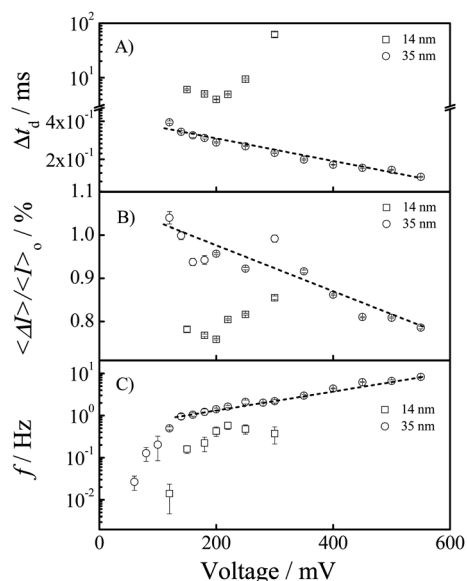 10²
A)
14 nm
35 nm
10¹
Δt_d / ms
4x10⁻¹
2x10⁻¹
1.1
B)
14 nm
35 nm
1.0
<ΔI>/<I>ₒ / %
0.9
0.8
10¹
C)
10⁰
14 nm
35 nm
f / Hz
10⁻¹
10⁻²
0 200 400 600
Voltage / mV